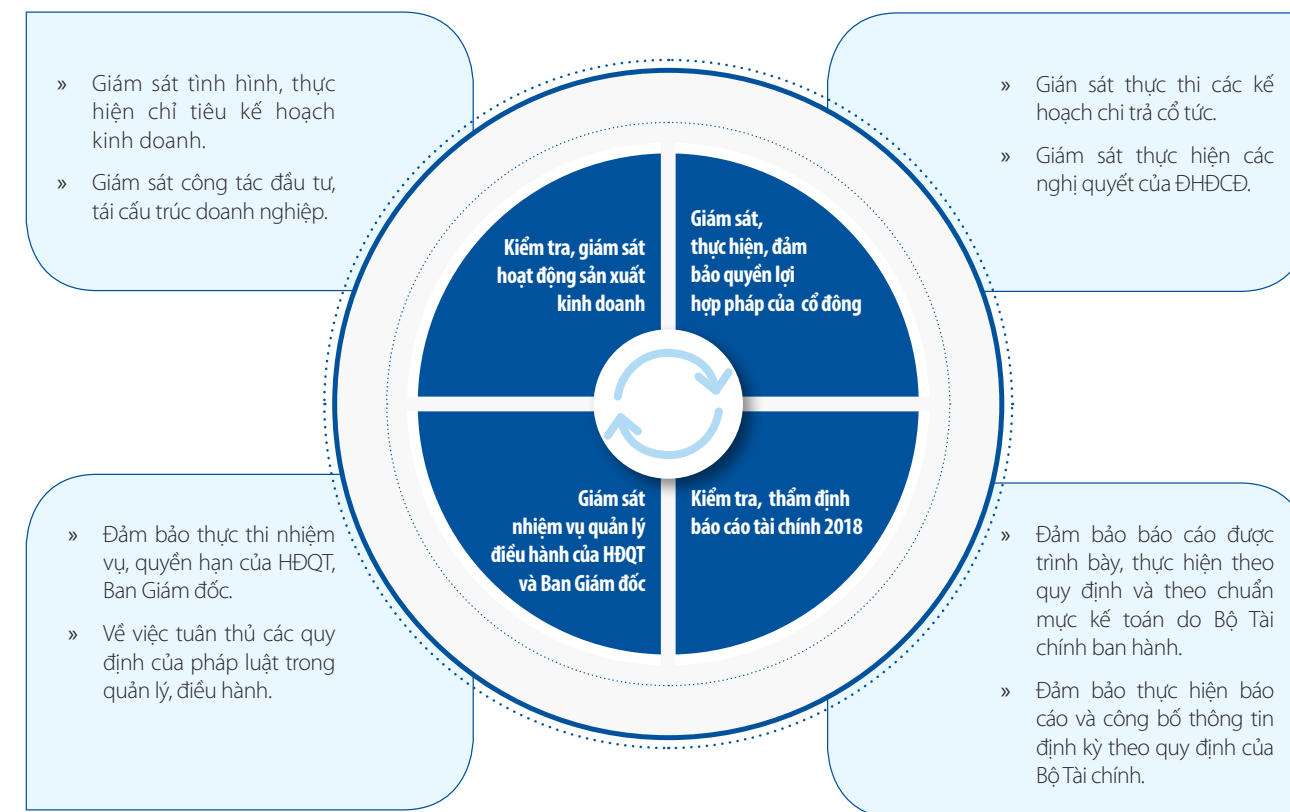 » Giám sát tình hình, thực
hiện chỉ tiêu kế hoạch
kinh doanh.
» Giám sát công tác đầu tư,
tái cấu trúc doanh nghiệp.
» Gián sát thực thi các kế
hoạch chi trả cổ tức.
» Giám sát thực hiện các
nghị quyết của ĐHĐCĐ.
Kiểm tra, giám sát
hoạt động sản xuất
kinh doanh
Giám sát,
thực hiện, đảm
bảo quyền lợi
hợp pháp của cổ đông
Giám sát
nhiệm vụ quản lý
điều hành của HĐQT
và Ban Giám đốc
Kiểm tra, thẩm định
báo cáo tài chính 2018
» Đảm bảo thực thi nhiệm
vụ, quyền hạn của HĐQT,
Ban Giám đốc.
» Về việc tuân thủ các quy
định của pháp luật trong
quản lý, điều hành.
» Đảm bảo báo cáo được
trình bày, thực hiện theo
quy định và theo chuẩn
mực kế toán do Bộ Tài
chính ban hành.
» Đảm bảo thực hiện báo
cáo và công bố thông tin
định kỳ theo quy định của
Bộ Tài chính.